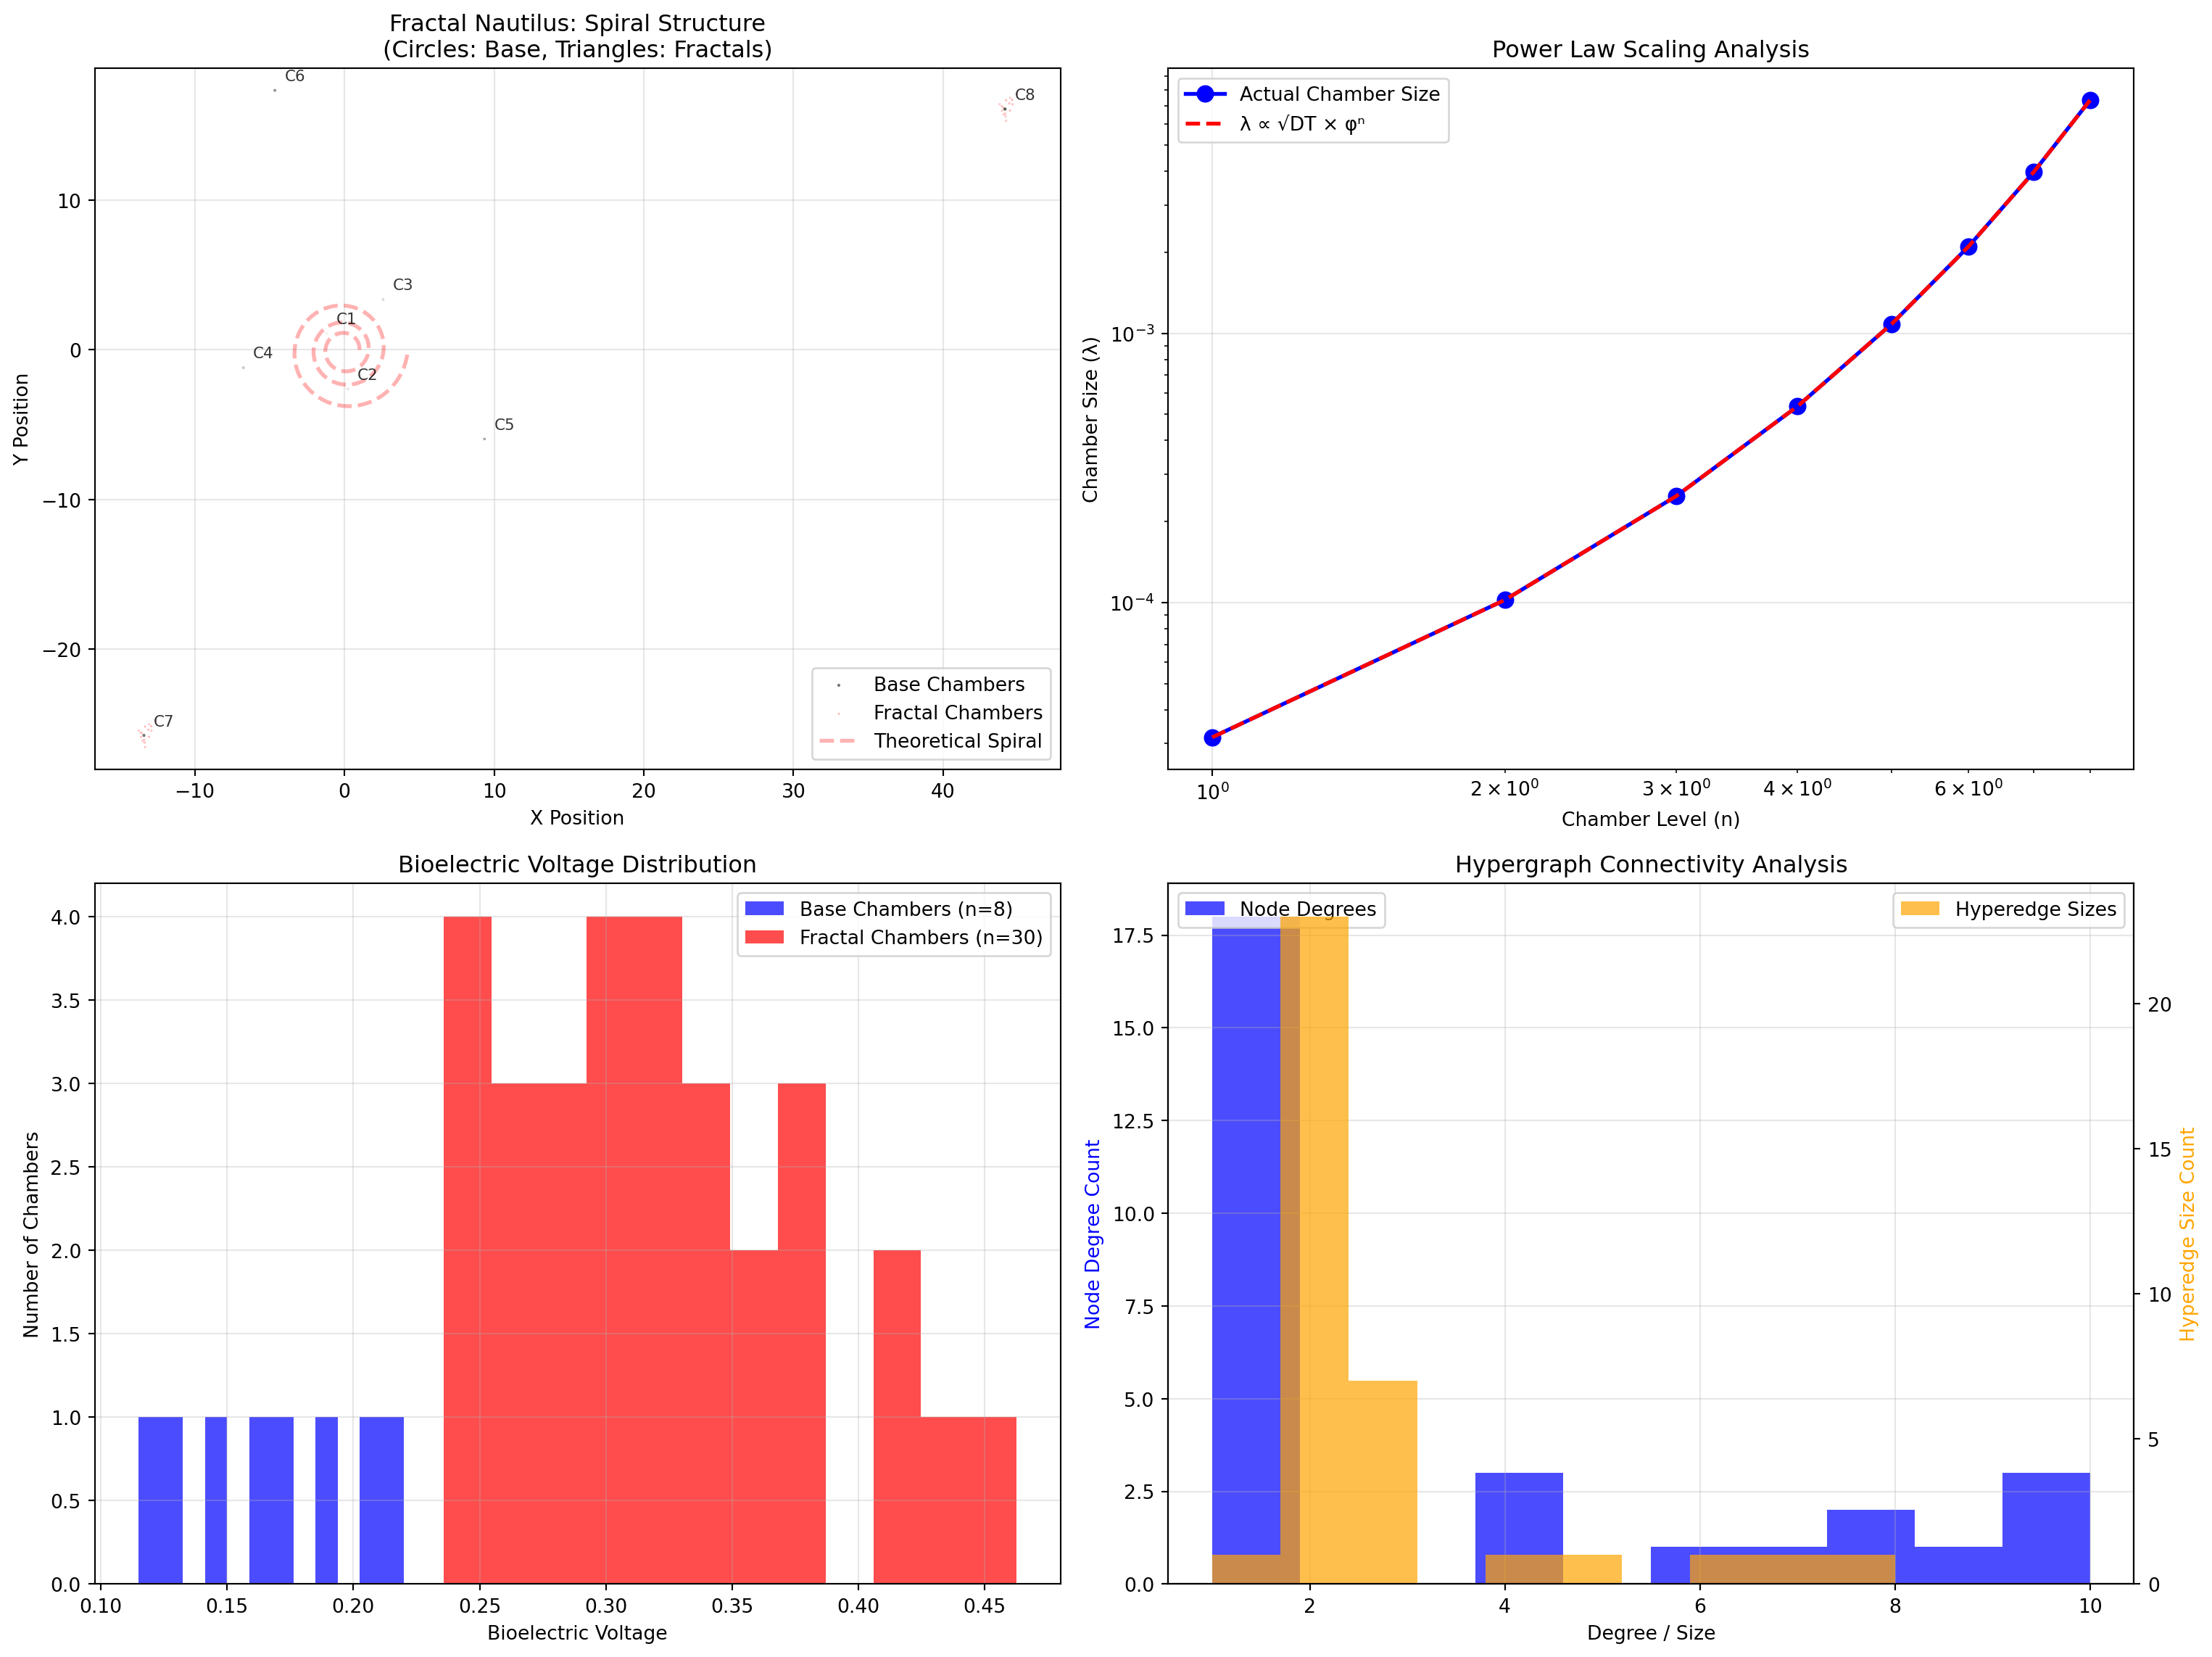 Fractal Nautilus: Spiral Structure
(Circles: Base, Triangles: Fractals)
C6
C8
C3
C1
C4
C2
C5
C7
10
0
−10
−20
Y Position
Base Chambers
Fractal Chambers
Theoretical Spiral
−10 0 10 20 30 40
X Position
Power Law Scaling Analysis
Actual Chamber Size
λ ∝ √DT × φⁿ
10⁻³
10⁻⁴
Chamber Size (λ)
10⁰ 2 × 10⁰ 3 × 10⁰ 4 × 10⁰ 6 × 10⁰
Chamber Level (n)
Bioelectric Voltage Distribution
Base Chambers (n=8)
Fractal Chambers (n=30)
4.0
3.5
3.0
2.5
2.0
1.5
1.0
0.5
0.0
Number of Chambers
0.10 0.15 0.20 0.25 0.30 0.35 0.40 0.45
Bioelectric Voltage
Hypergraph Connectivity Analysis
Node Degrees
Hyperedge Sizes
17.5
15.0
12.5
10.0
7.5
5.0
2.5
0.0
Node Degree Count
20
15
10
5
0
Hyperedge Size Count
2 4 6 8 10
Degree / Size